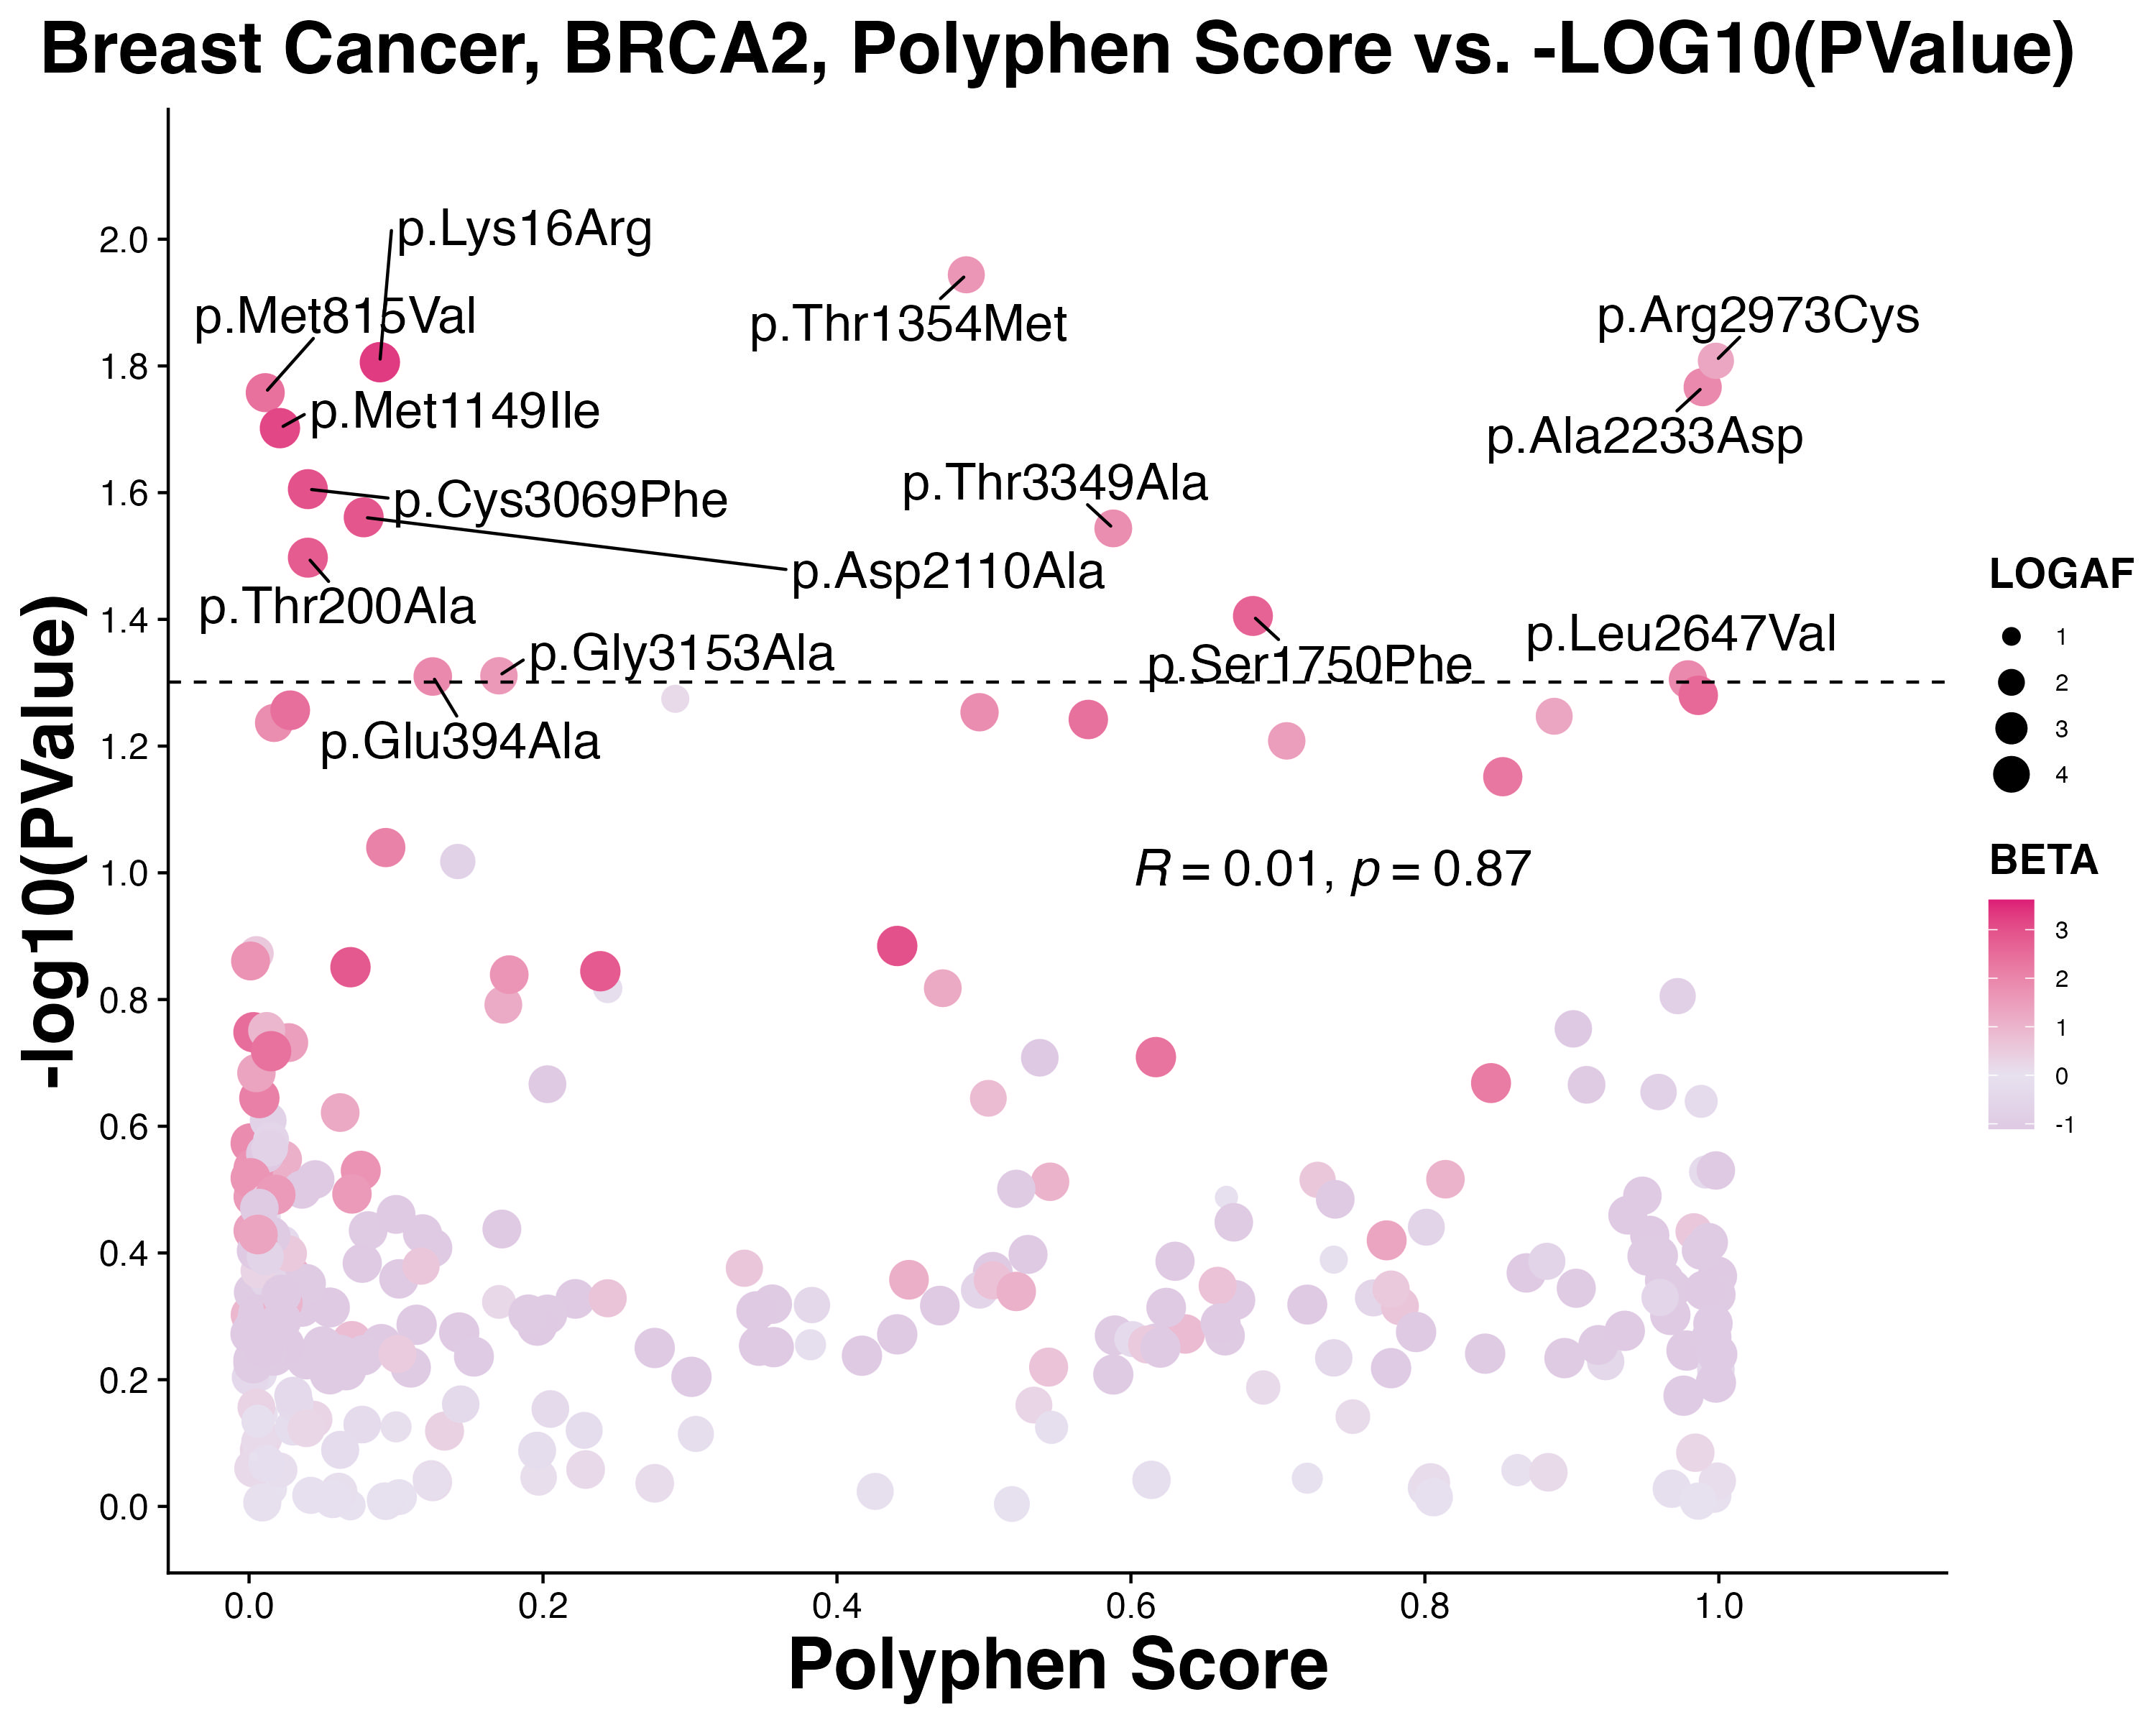 Breast Cancer, BRCA2, Polyphen Score vs. -LOG10(PValue)
p.Lys16Arg
p.Met815Val
p.Thr1354Met
p.Arg2973Cys
p.Met1149Ile
p.Ala2233Asp
p.Cys3069Phe
p.Thr3349Ala
p.Asp2110Ala
p.Thr200Ala
p.Gly3153Ala
p.Ser1750Phe
p.Leu2647Val
p.Glu394Ala
R = 0.01, p = 0.87
-log10(PValue)
2.0
1.8
1.6
1.4
1.2
1.0
0.8
0.6
0.4
0.2
0.0
0.0 0.2 0.4 0.6 0.8 1.0
Polyphen Score
LOGAF
1
2
3
4
BETA
3
2
1
0
-1